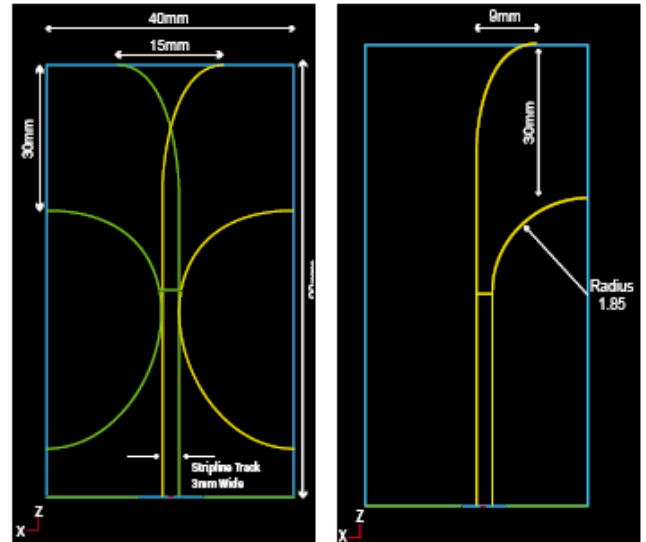 40mm
15mm
30mm
Stripline Track
3mm Wide
Z
X
9mm
30mm
Radius
1.85
Z
X